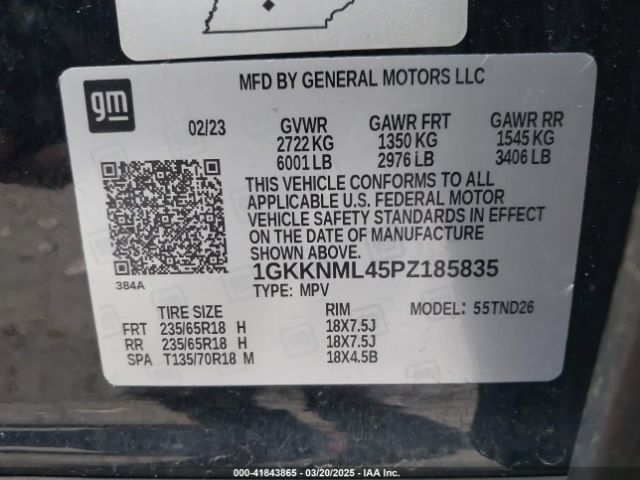 MFD BY GENERAL MOTORS LLC
gm
02/23 GVWR GAWR FRT GAWR RR
2722 KG 1350 KG 1545 KG
6001 LB 2976 LB 3406 LB
THIS VEHICLE CONFORMS TO ALL
APPLICABLE U.S. FEDERAL MOTOR
VEHICLE SAFETY STANDARDS IN EFFECT
ON THE DATE OF MANUFACTURE
SHOWN ABOVE.
1GKKNML45PZ185835
384A
TYPE: MPV MODEL: 55TND26
TIRE SIZE RIM
FRT 235/65R18 H 18X7.5J
RR 235/65R18 H 18X7.5J
SPA T135/70R18 M 18X4.5B
000-41843865 - 03/20/2025 - IAA Inc.